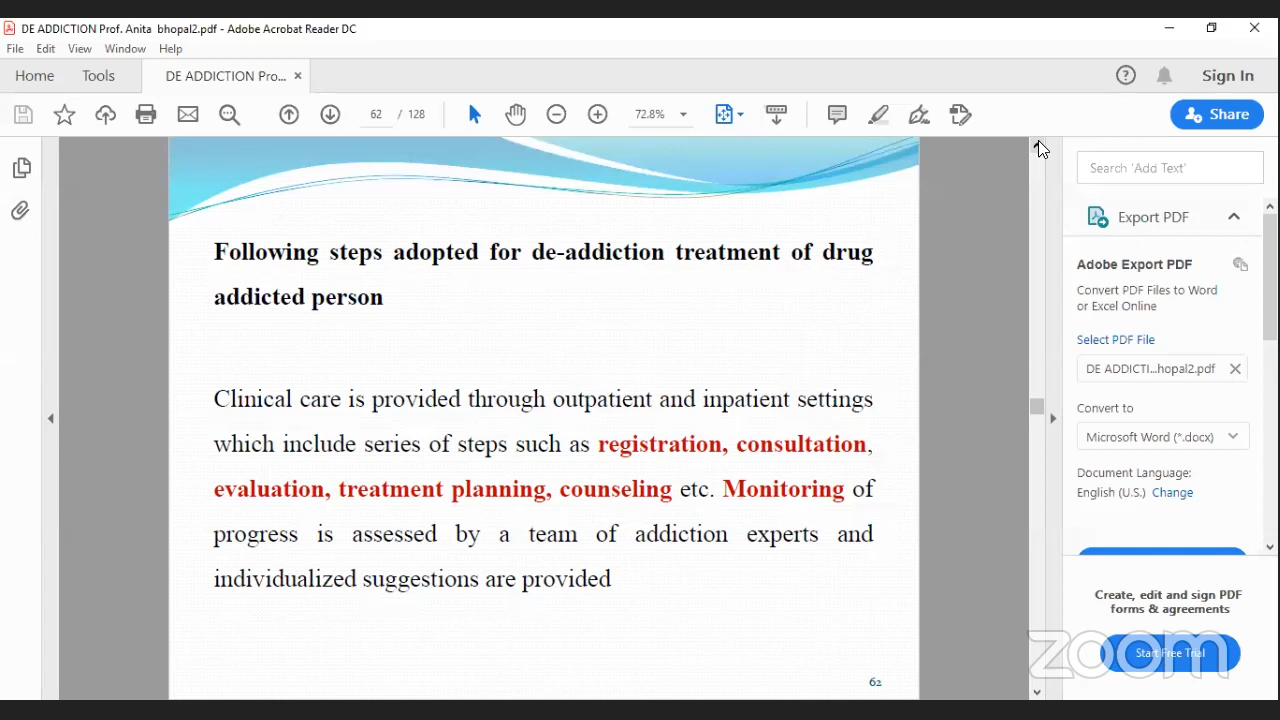 DE ADDICTION Prof. Anita bhopal2.pdf - Adobe Acrobat Reader DC
File Edit View Window Help
Home Tools DE ADDICTION Pro... × Sign In
62 / 128 72.8% Share
Search 'Add Text'
Export PDF
Adobe Export PDF
Convert PDF Files to Word
or Excel Online
Select PDF File
DE ADDICTI...hopal2.pdf
Convert to
Microsoft Word (*.docx)
Document Language:
English (U.S.) Change
Create, edit and sign PDF
forms & agreements
Start Free Trial
zoom
Following steps adopted for de-addiction treatment of drug
addicted person
Clinical care is provided through outpatient and inpatient settings
which include series of steps such as registration, consultation,
evaluation, treatment planning, counseling etc. Monitoring of
progress is assessed by a team of addiction experts and
individualized suggestions are provided
62